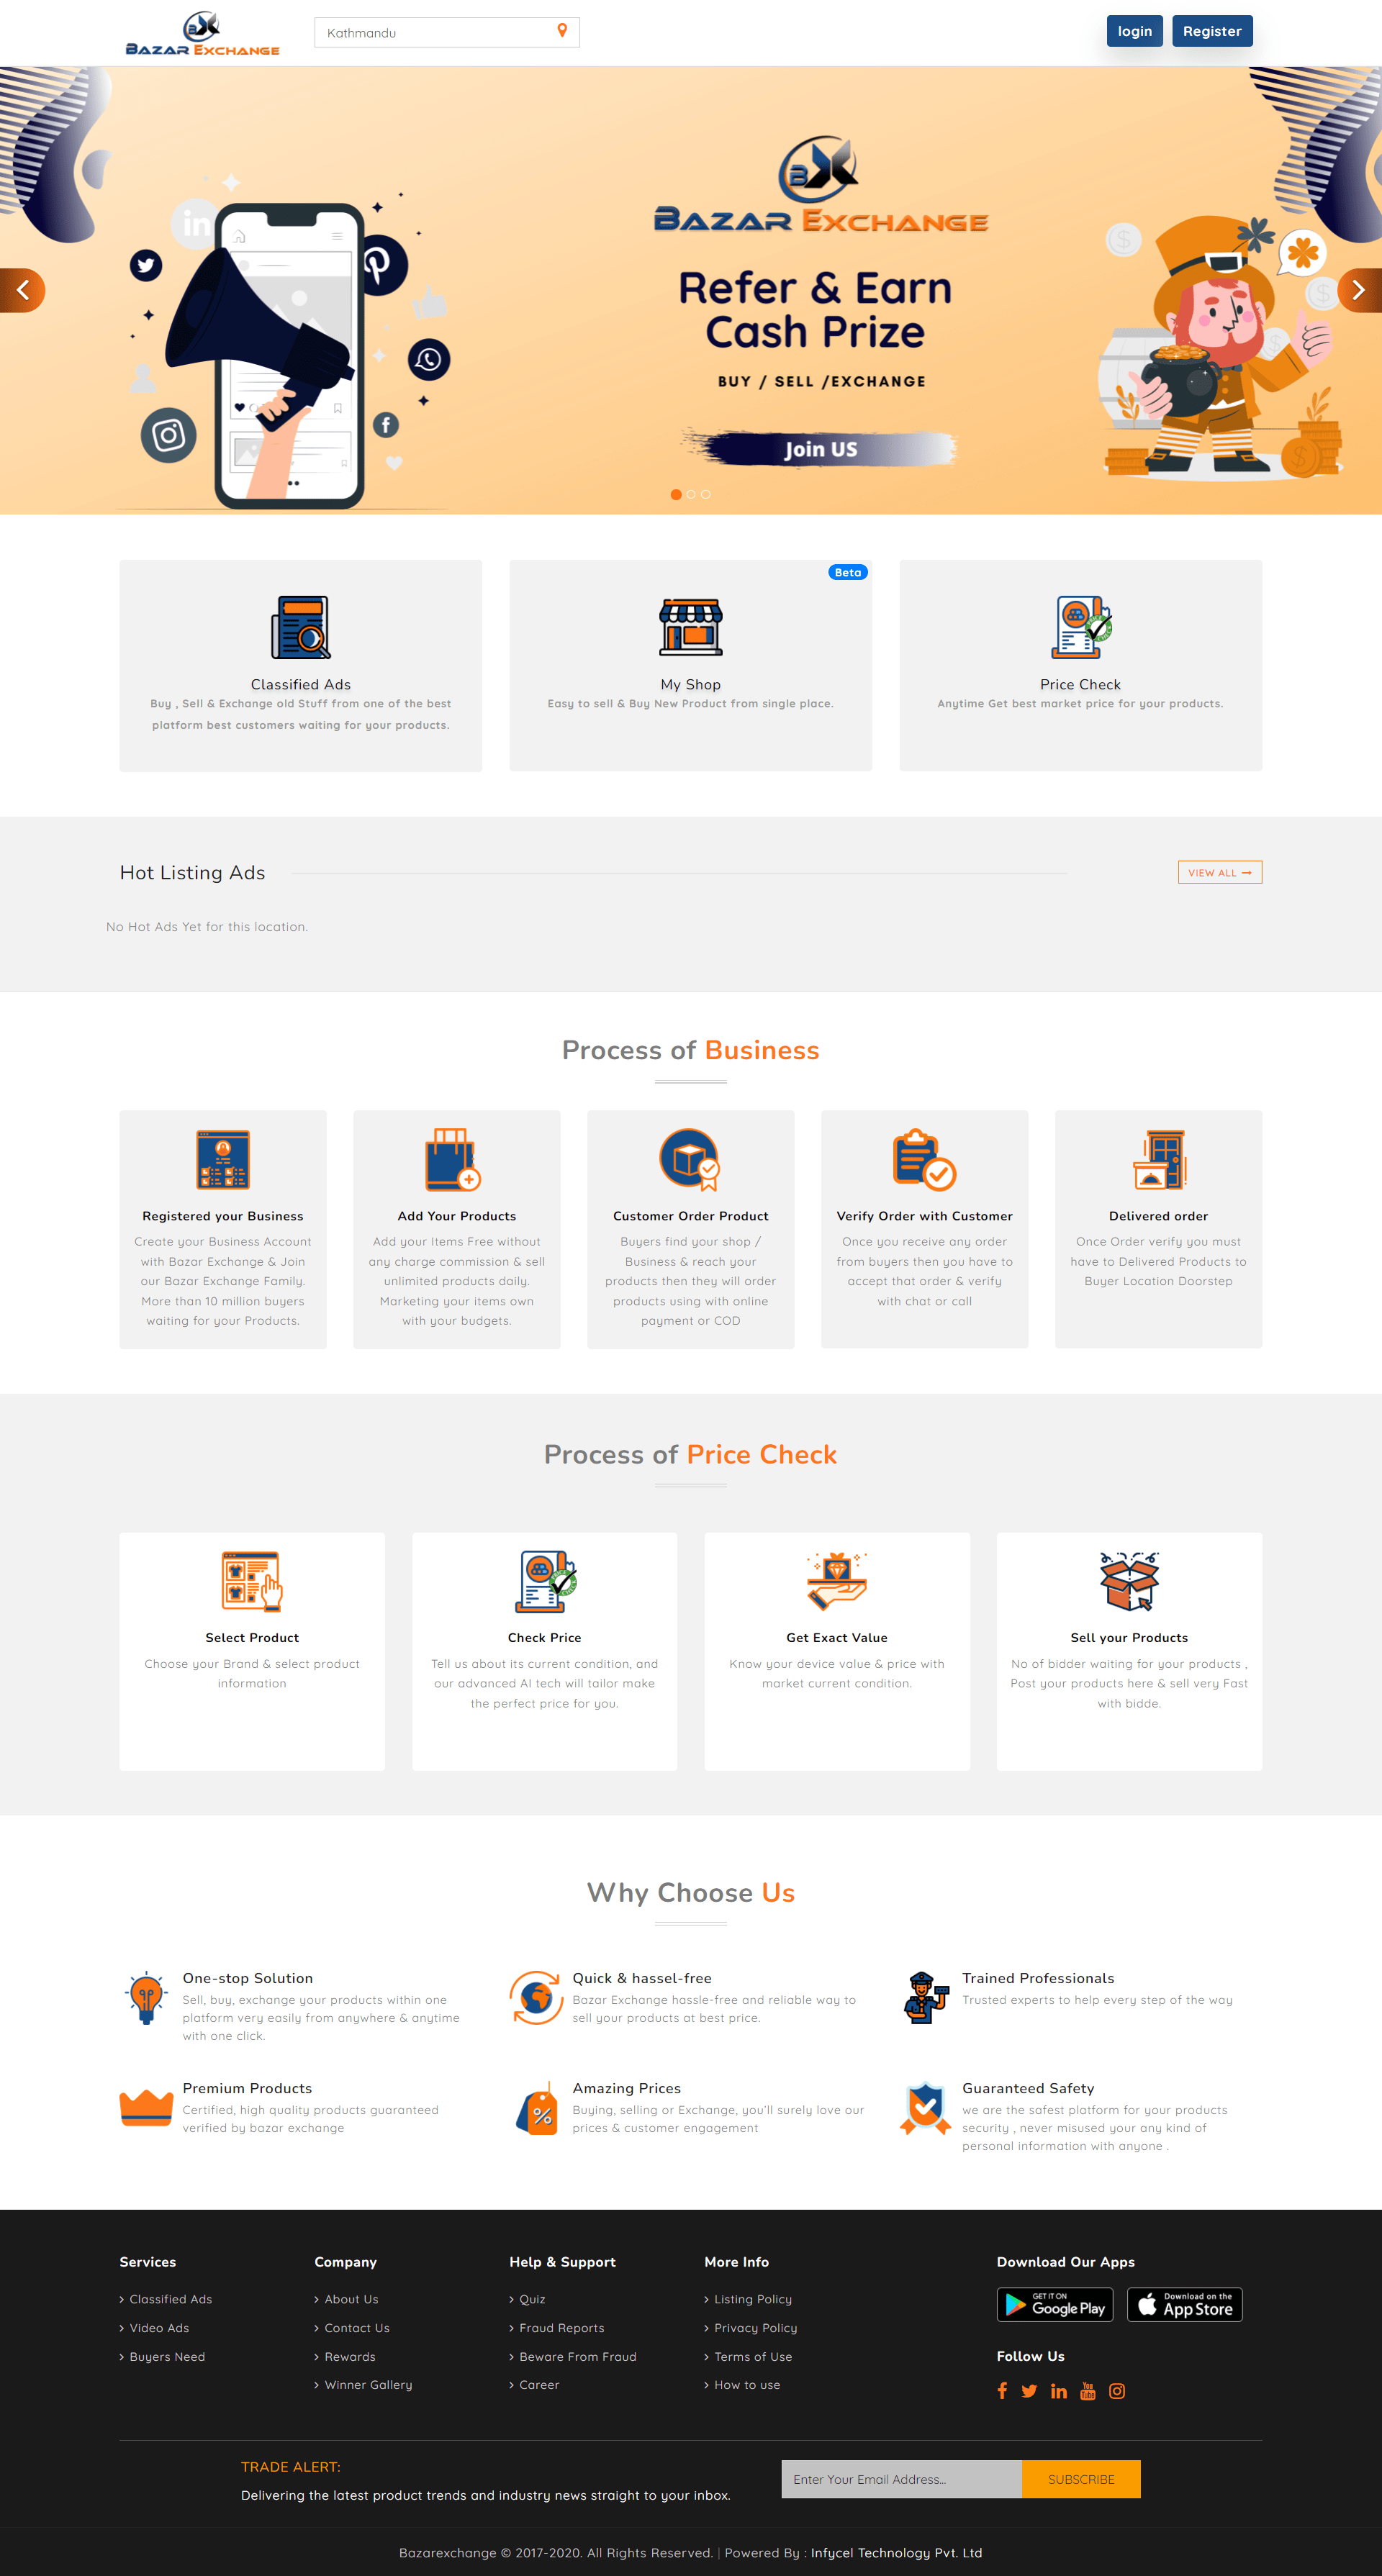 BAZAR EXCHANGE
Kathmandu
login
Register
BAZAR EXCHANGE
Refer & Earn
Cash Prize
BUY / SELL /EXCHANGE
Join US
Beta
Classified Ads
Buy , Sell & Exchange old Stuff from one of the best
platform best customers waiting for your products.
My Shop
Easy to sell & Buy New Product from single place.
Price Check
Anytime Get best market price for your products.
Hot Listing Ads
VIEW ALL
No Hot Ads Yet for this location.
Process of Business
Registered your Business
Create your Business Account
with Bazar Exchange & Join
our Bazar Exchange Family.
More than 10 million buyers
waiting for your Products.
Add Your Products
Add your Items Free without
any charge commission & sell
unlimited products daily.
Marketing your items own
with your budgets.
Customer Order Product
Buyers find your shop /
Business & reach your
products then they will order
products using with online
payment or COD
Verify Order with Customer
Once you receive any order
from buyers then you have to
accept that order & verify
with chat or call
Delivered order
Once Order verify you must
have to Delivered Products to
Buyer Location Doorstep
Process of Price Check
Select Product
Choose your Brand & select product
information
Check Price
Tell us about its current condition, and
our advanced AI tech will tailor make
the perfect price for you.
Get Exact Value
Know your device value & price with
market current condition.
Sell your Products
No of bidder waiting for your products ,
Post your products here & sell very Fast
with bidde.
Why Choose Us
One-stop Solution
Sell, buy, exchange your products within one
platform very easily from anywhere & anytime
with one click.
Quick & hassel-free
Bazar Exchange hassle-free and reliable way to
sell your products at best price.
Trained Professionals
Trusted experts to help every step of the way
Premium Products
Certified, high quality products guaranteed
verified by bazar exchange
Amazing Prices
Buying, selling or Exchange, you'll surely love our
prices & customer engagement
Guaranteed Safety
we are the safest platform for your products
security , never misused your any kind of
personal information with anyone .
Services
Classified Ads
Video Ads
Buyers Need
Company
About Us
Contact Us
Rewards
Winner Gallery
Help & Support
Quiz
Fraud Reports
Beware From Fraud
Career
More Info
Listing Policy
Privacy Policy
Terms of Use
How to use
Download Our Apps
GET IT ON
Google Play
Download on the
App Store
Follow Us
TRADE ALERT:
Delivering the latest product trends and industry news straight to your inbox.
Enter Your Email Address...
SUBSCRIBE
Bazarexchange © 2017-2020. All Rights Reserved. | Powered By : Infycel Technology Pvt. Ltd